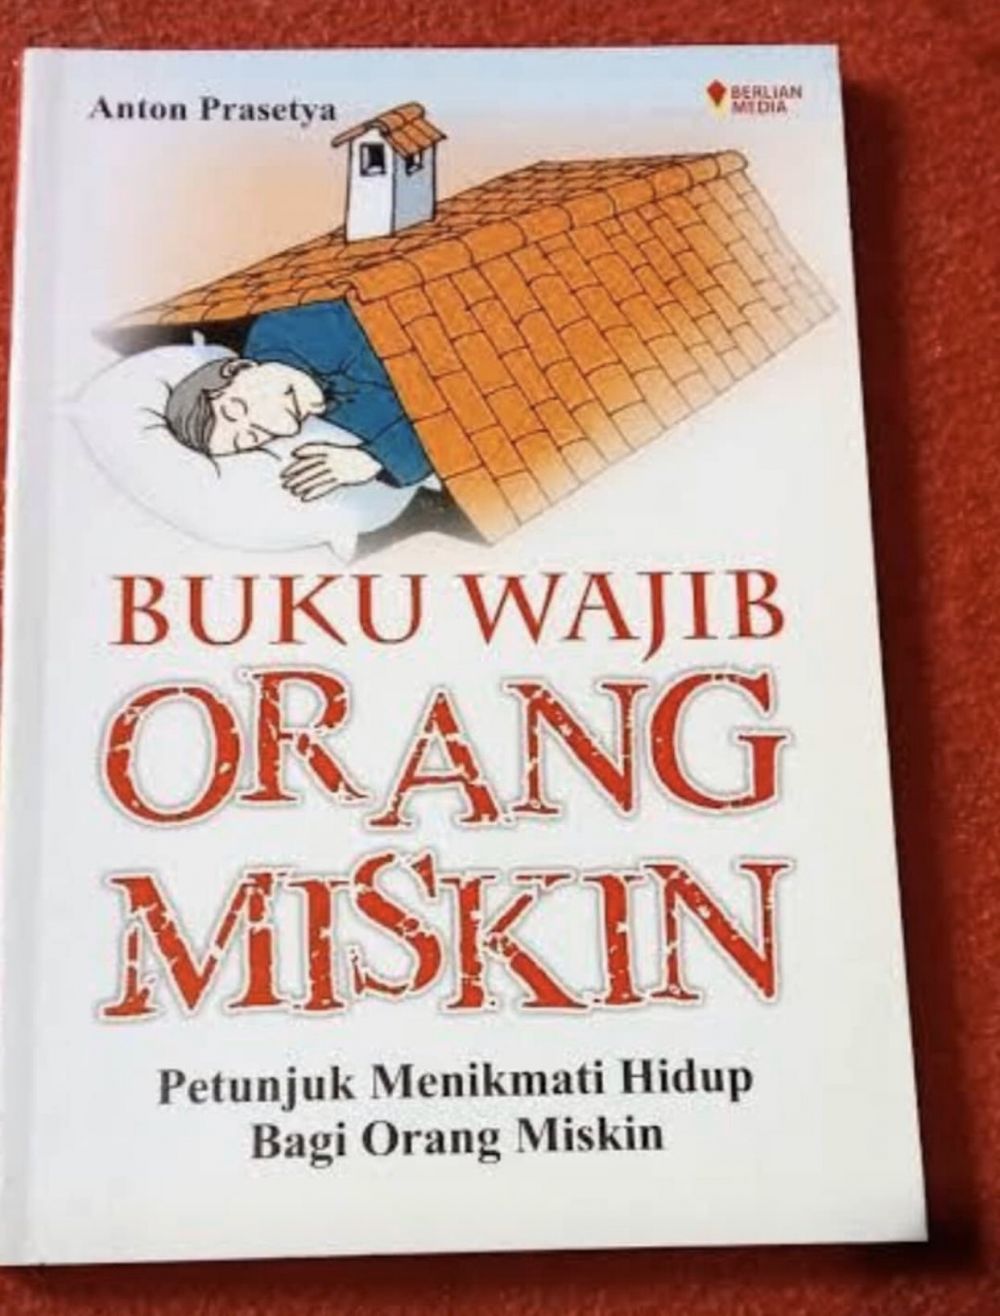 Anton Prasetya
BERLIAN
MEDIA
BUKU WAJIB
ORANG
MISKIN
Petunjuk Menikmati Hidup
Bagi Orang Miskin